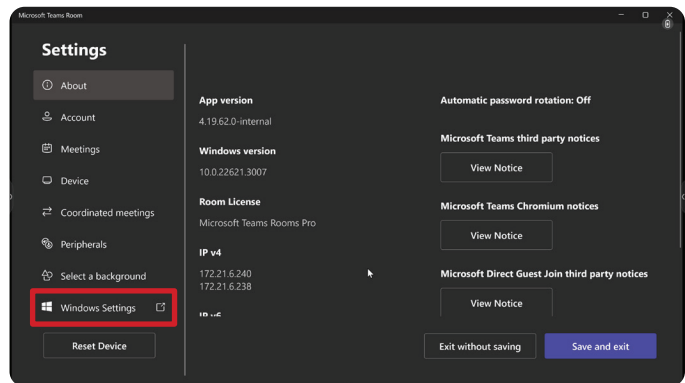 Microsoft Teams Room
Settings
About
Account
Meetings
Device
Coordinated meetings
Peripherals
Select a background
Windows Settings
Reset Device
App version
4.19.62.0-internal
Windows version
10.0.22621.3007
Room License
Microsoft Teams Rooms Pro
IP v4
172.21.6.240
172.21.6.238
IP v6
Automatic password rotation: Off
Microsoft Teams third party notices
View Notice
Microsoft Teams Chromium notices
View Notice
Microsoft Direct Guest Join third party notices
View Notice
Exit without saving
Save and exit